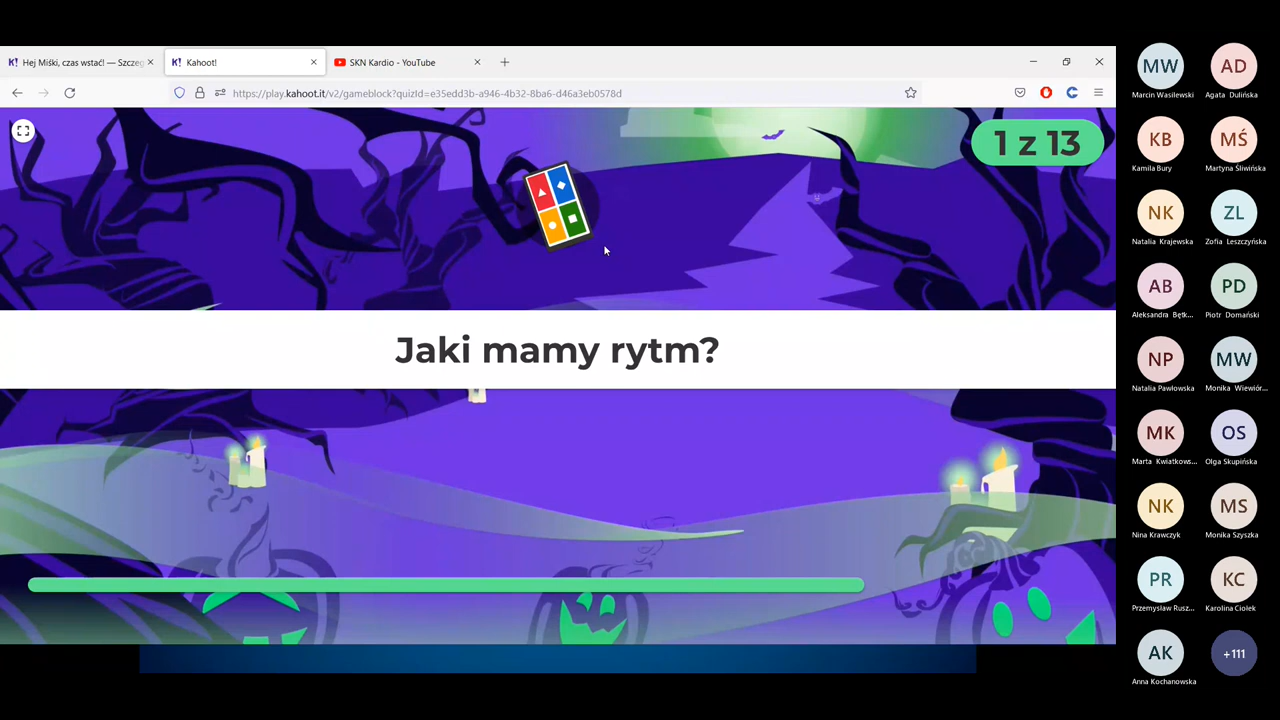 Hej Miśki, czas wstać! — Szczeg
Kahoot!
SKN Kardio - YouTube
https://play.kahoot.it/v2/gameblock?quizId=e35edd3b-a946-4b32-8ba6-d46a3eb0578d
1 z 13
Jaki mamy rytm?
MW
AD
Marcin Wasilewski
Agata Dulińska
KB
MŚ
Kamila Bury
Martyna Śliwińska
NK
ZL
Natalia Krajewska
Zofia Leszczyńska
AB
PD
Aleksandra Bętk...
Piotr Domański
NP
MW
Natalia Pawłowska
Monika Wiewiór...
MK
OS
Marta Kwiatkows...
Olga Skupińska
NK
MS
Nina Krawczyk
Monika Szyszka
PR
KC
Przemysław Rusz...
Karolina Ciołek
AK
+111
Anna Kochanowska